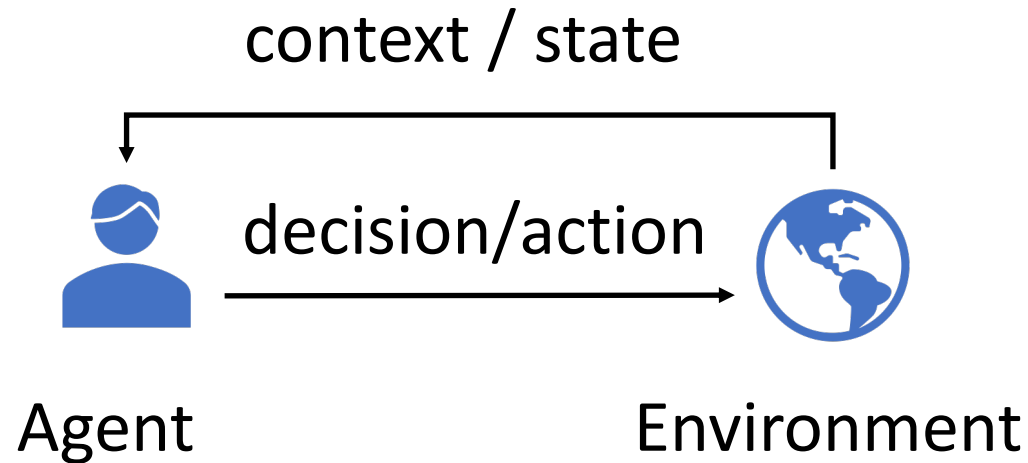 context / state
decision/action
Agent
Environment